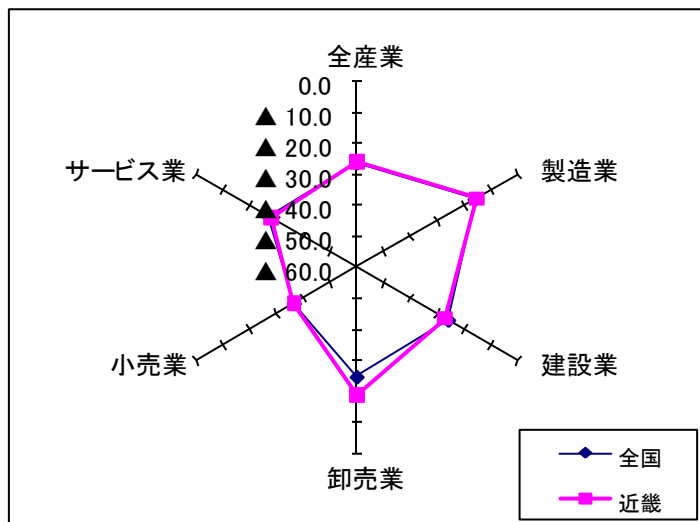 全産業
0.0
▲ 10.0
▲ 20.0
▲ 30.0
▲ 40.0
▲ 50.0
▲ 60.0
サービス業
製造業
小売業
建設業
卸売業
全国
近畿